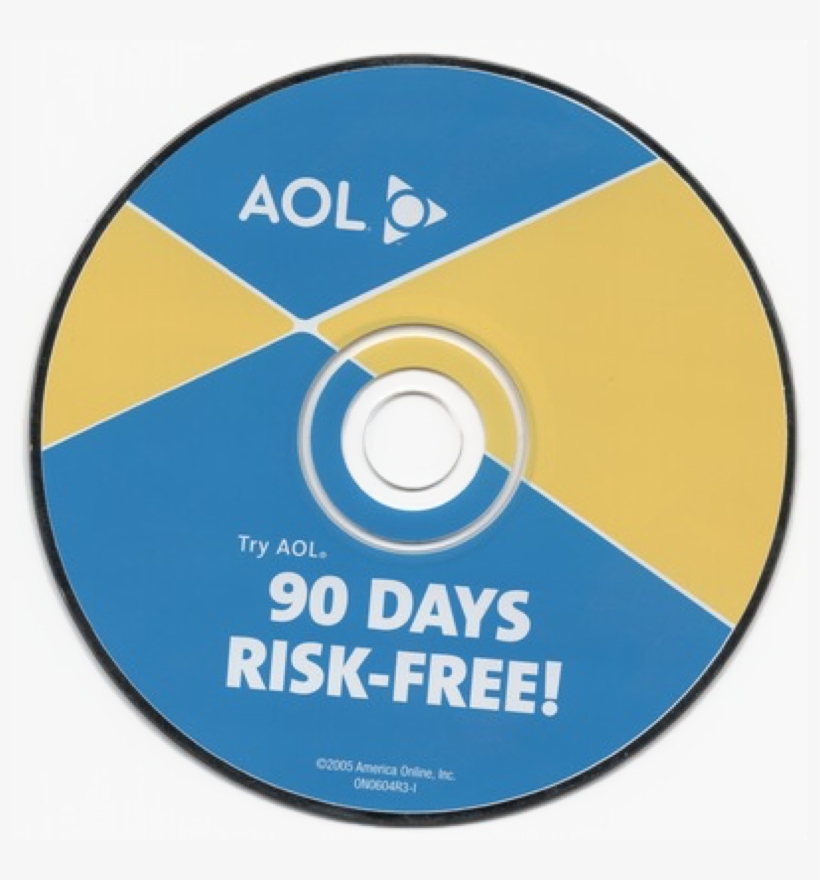 AOL
Try AOL®
90 DAYS
RISK-FREE!
©2005 America Online, Inc.
0N0604R3-I